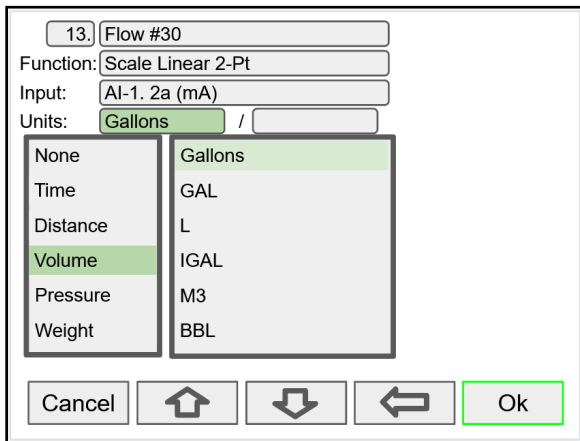 13. Flow #30
Function: Scale Linear 2-Pt
Input: AI-1. 2a (mA)
Units: Gallons /
None Gallons
Time GAL
Distance L
Volume IGAL
Pressure M3
Weight BBL
Cancel Ok